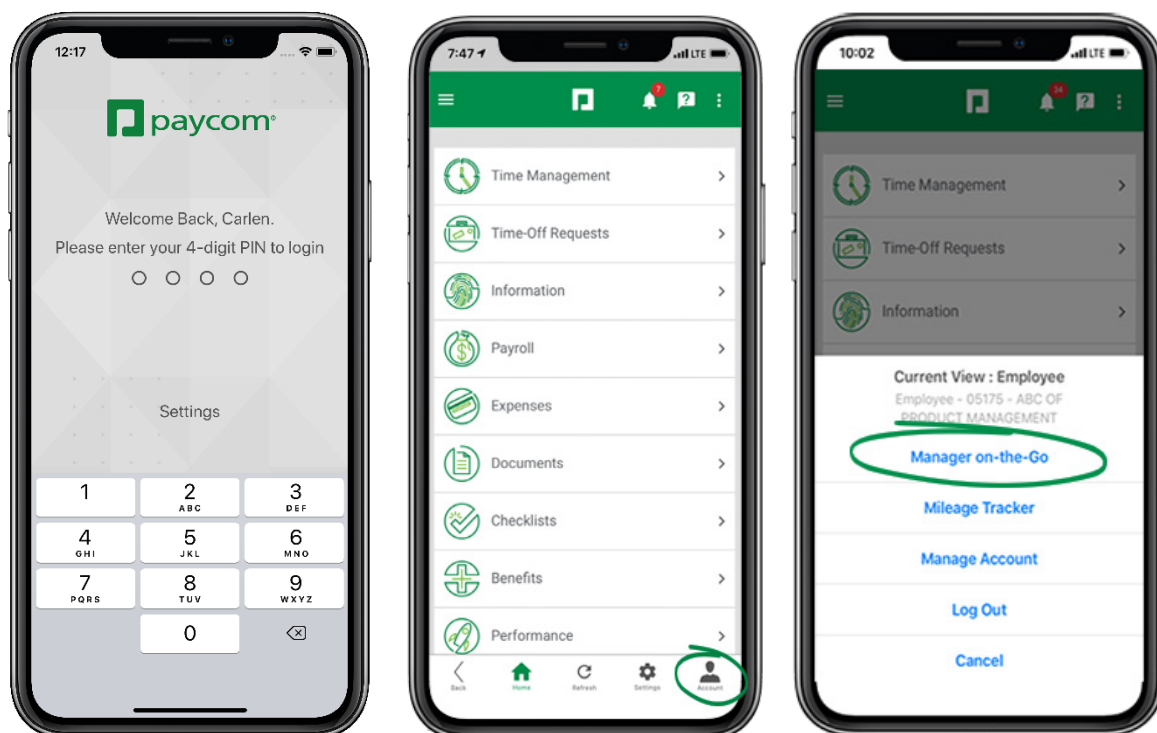 12:17
paycom®
Welcome Back, Carlen.
Please enter your 4-digit PIN to login
Settings
1
2
ABC
3
DEF
4
GHI
5
JKL
6
MNO
7
PQRS
8
TUV
9
WXYZ
0
7:47
LTE
7
?
Time Management
Time-Off Requests
Information
Payroll
$
Expenses
Documents
Checklists
Benefits
Performance
Back
Home
Refresh
Settings
Account
10:02
LTE
34
?
Time Management
Time-Off Requests
Information
Current View : Employee
Employee - 05175 - ABC OF
PRODUCT MANAGEMENT
Manager on-the-Go
Mileage Tracker
Manage Account
Log Out
Cancel